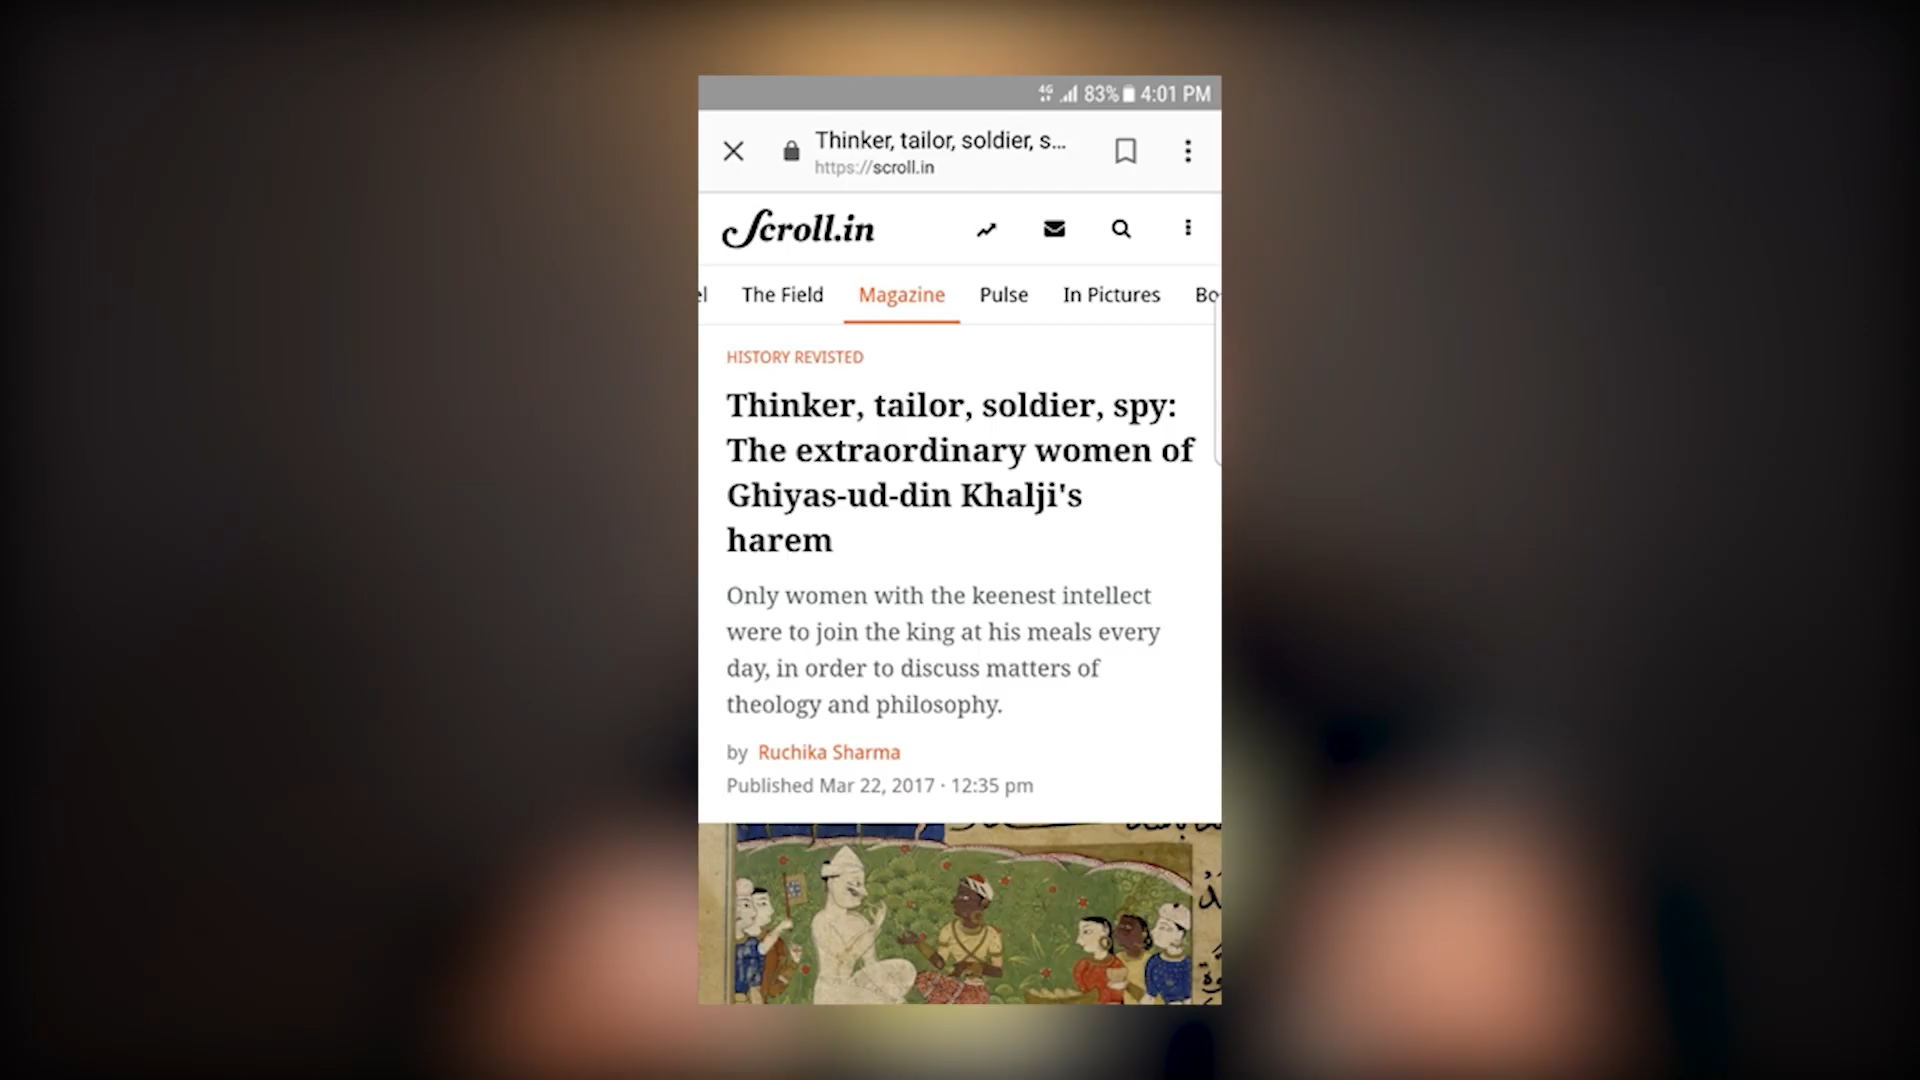 4G 83% 4:01 PM
Thinker, tailor, soldier, s...
https://scroll.in
Scroll.in
The Field Magazine Pulse In Pictures
HISTORY REVISTED
Thinker, tailor, soldier, spy:
The extraordinary women of
Ghiyas-ud-din Khalji's
harem
Only women with the keenest intellect
were to join the king at his meals every
day, in order to discuss matters of
theology and philosophy.
by Ruchika Sharma
Published Mar 22, 2017 · 12:35 pm